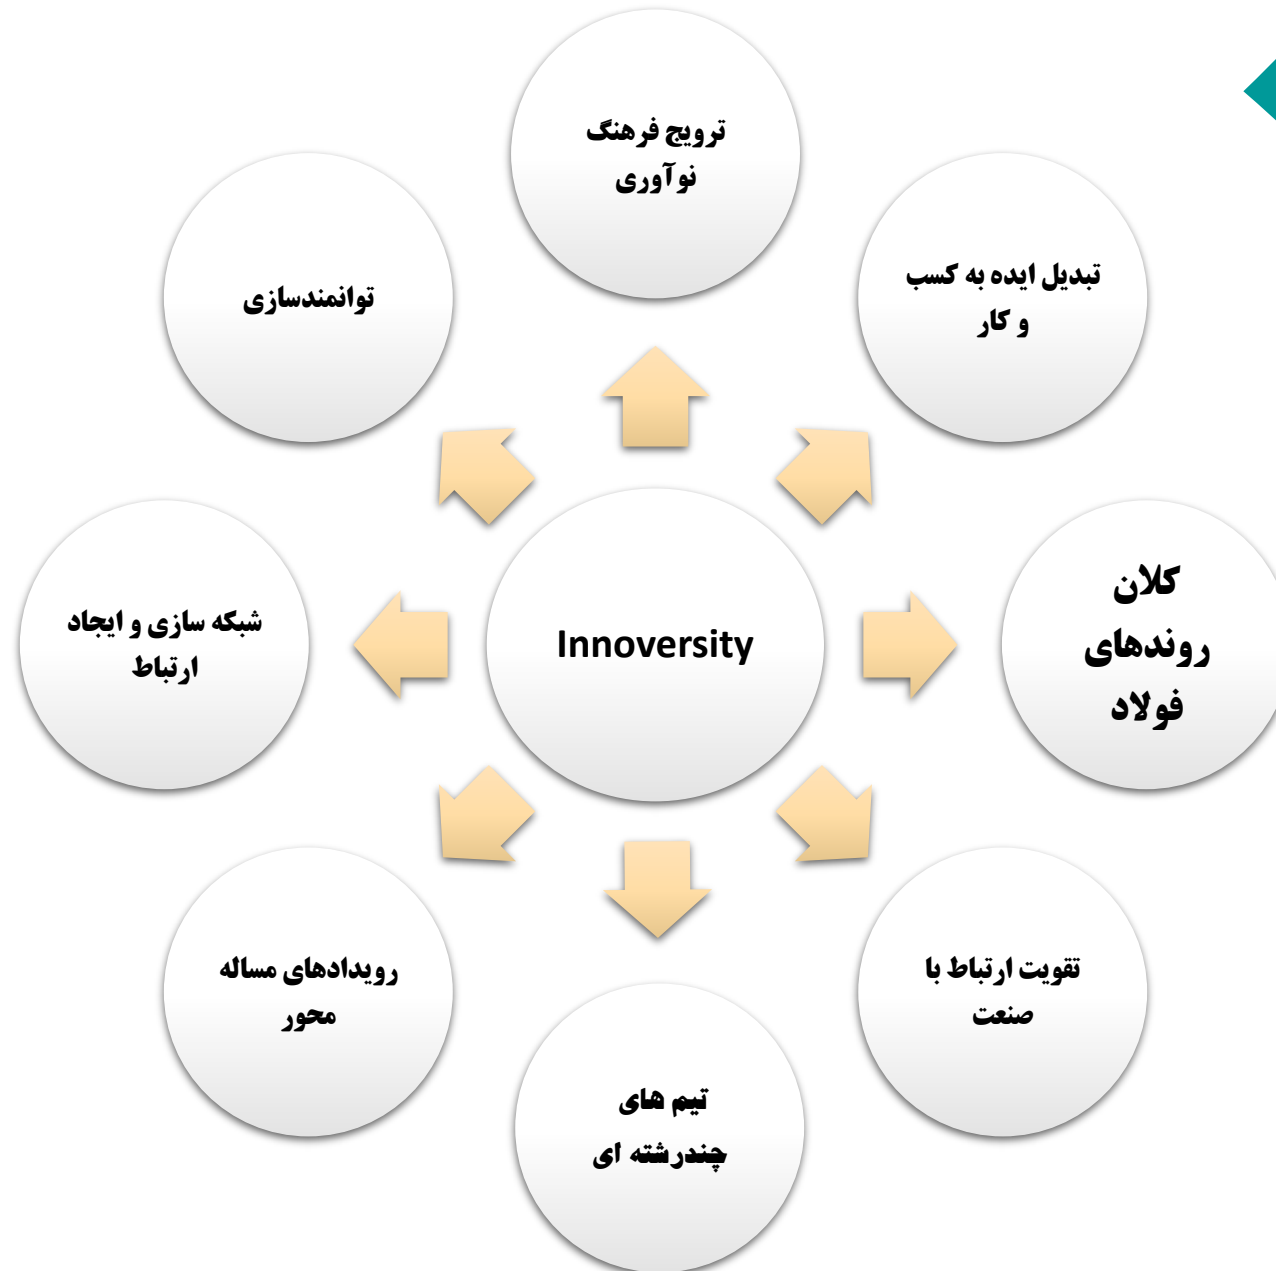 ترویج فرهنگ
نوآوری
تبدیل ایده به کسب
و کار
کلان
روندهای
فولاد
تقویت ارتباط با
صنعت
تیم های
چندرشته ای
رویدادهای مساله
محور
شبکه سازی و ایجاد
ارتباط
توانمندسازی
Innoversity